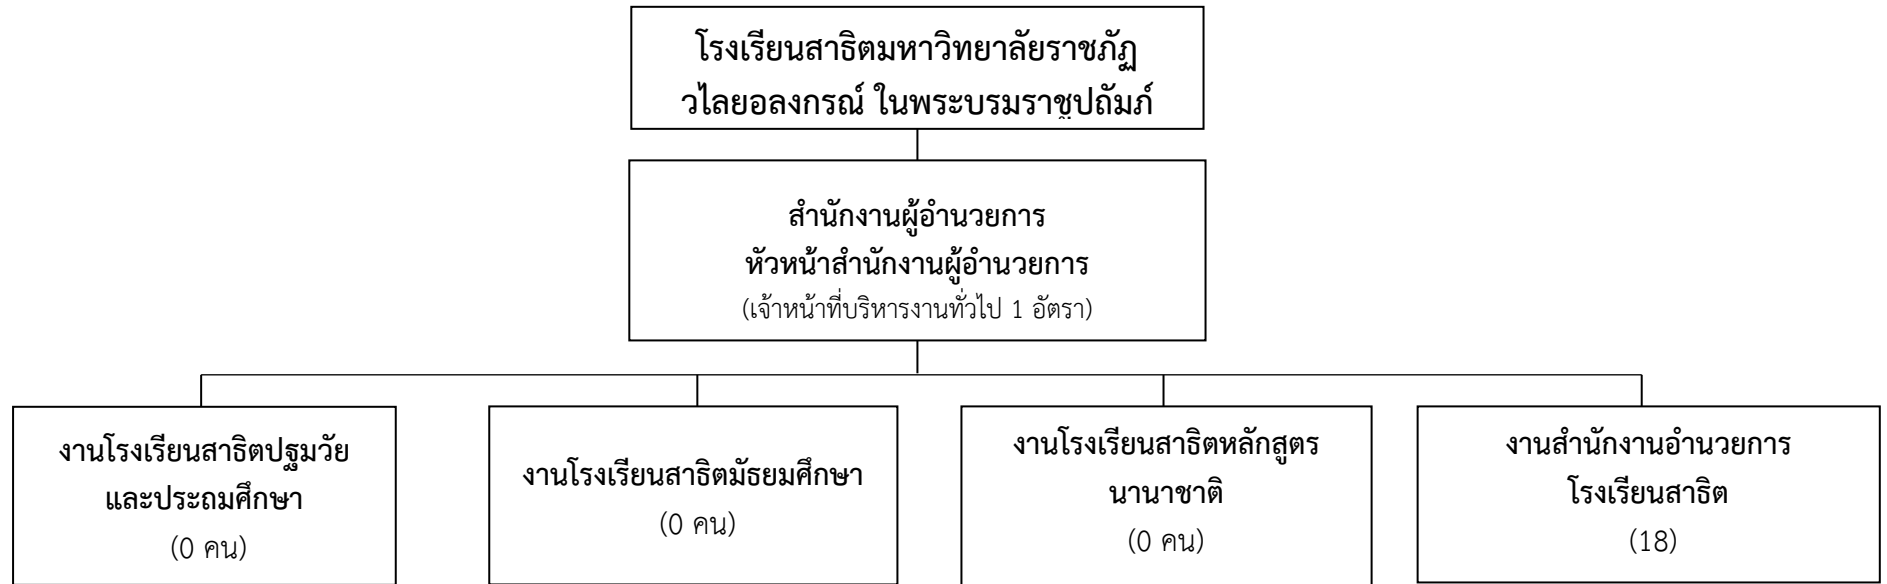 โรงเรียนสาธิตมหาวิทยาลัยราชภัฏ
วไลยอลงกรณ์ ในพระบรมราชูปถัมภ์
สำนักงานผู้อำนวยการ
หัวหน้าสำนักงานผู้อำนวยการ
(เจ้าหน้าที่บริหารงานทั่วไป 1 อัตรา)
งานโรงเรียนสาธิตปฐมวัย
และประถมศึกษา
(0 คน)
งานโรงเรียนสาธิตมัธยมศึกษา
(0 คน)
งานโรงเรียนสาธิตหลักสูตร
นานาชาติ
(0 คน)
งานสำนักงานอำนวยการ
โรงเรียนสาธิต
(18)